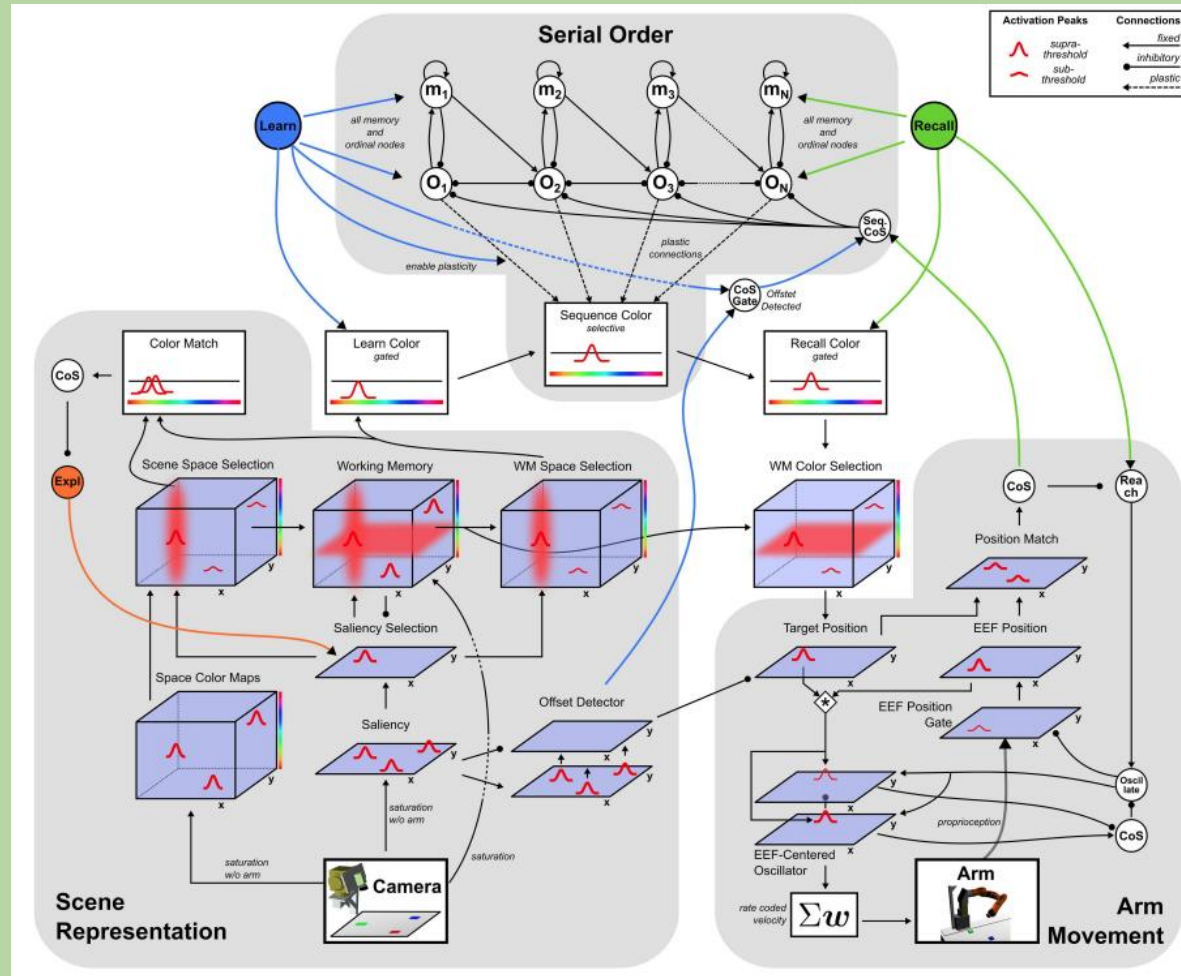 Serial Order
Activation Peaks
Connections
supra-
threshold
sub-
threshold
fixed
inhibitory
plastic
Learn
Recall
m1
m2
m3
mN
all memory
and
ordinal nodes
all memory
and
ordinal nodes
O1
O2
O3
ON
Seq.
CoS
enable plasticity
plastic
connections
CoS
Gate
Offstet
Detected
Sequence Color
selective
Color Match
Learn Color
gated
Recall Color
gated
CoS
Expl
Scene Space Selection
Working Memory
WM Space Selection
WM Color Selection
CoS
Rea
ch
Position Match
x
y
x
y
x
y
x
y
x
y
Saliency Selection
x
y
Target Position
x
y
EEF Position
x
y
Space Color Maps
x
y
Saliency
x
y
Offset Detector
y
x
y
x
*
EEF Position
Gate
x
y
Oscil
late
CoS
y
x
y
x
EEF-Centered
Oscillator
proprioception
saturation
w/o arm
saturation
w/o arm
saturation
Camera
Scene
Representation
rate coded
velocity
Σw
Arm
Arm
Movement